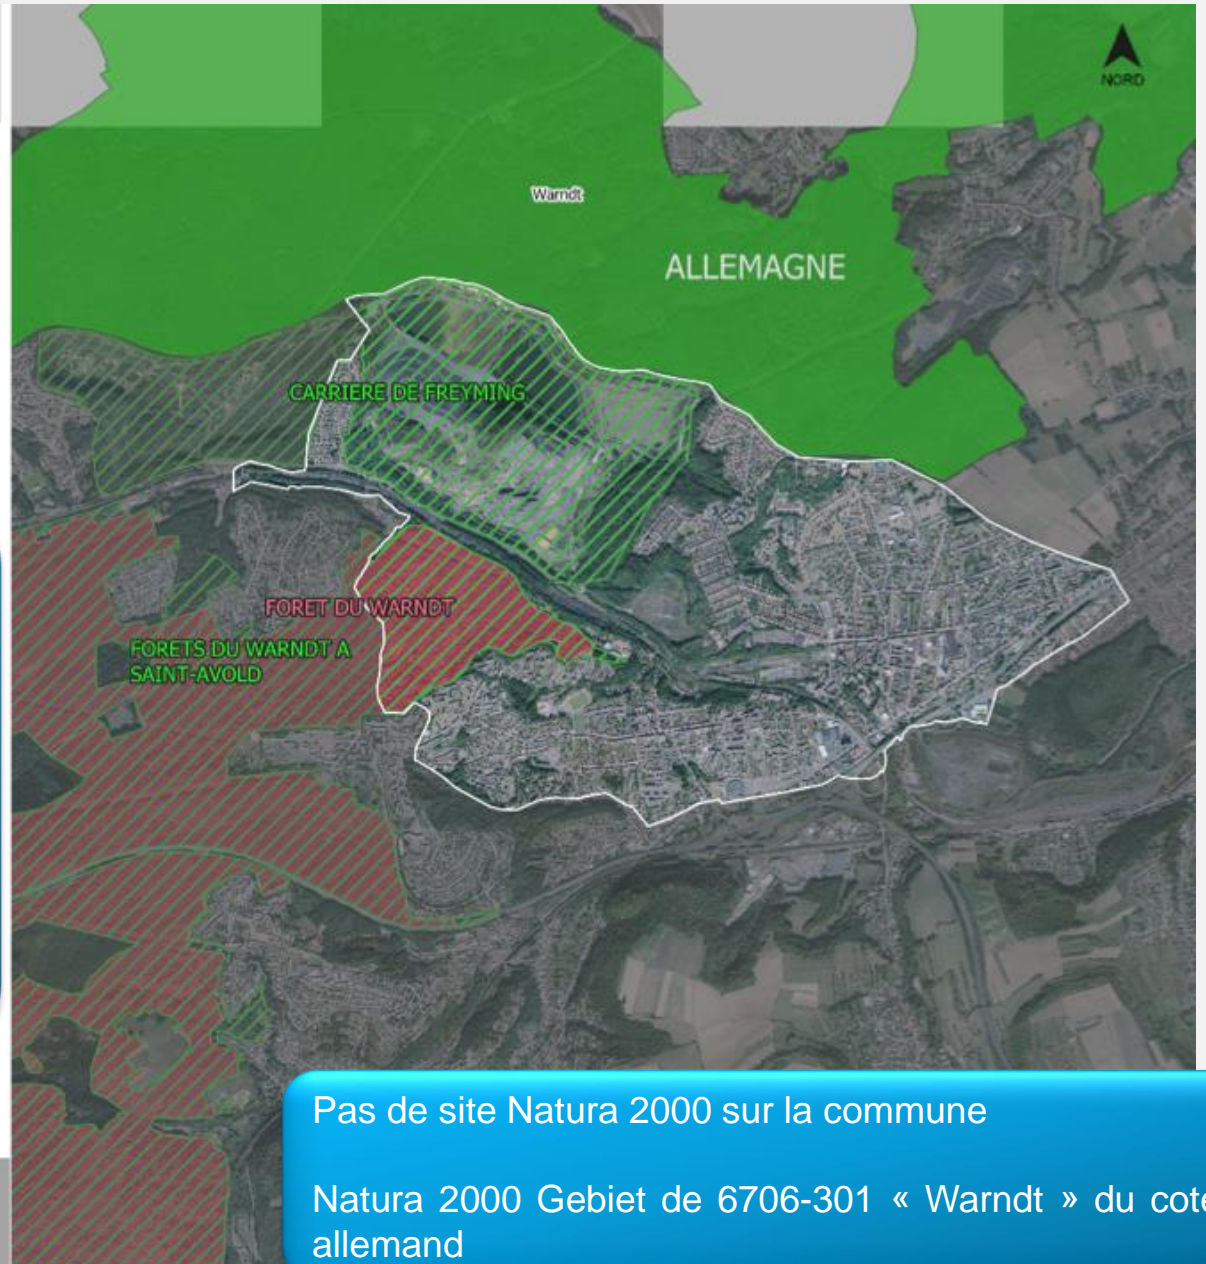 NORD
Warndt
ALLEMAGNE
CARRIERE DE FREYMING
FORET DU WARNDT
FORETS DU WARNDT A
SAINT-AVOLD
Pas de site Natura 2000 sur la commune
Natura 2000 Gebiet de 6706-301 « Warndt » du cote
allemand